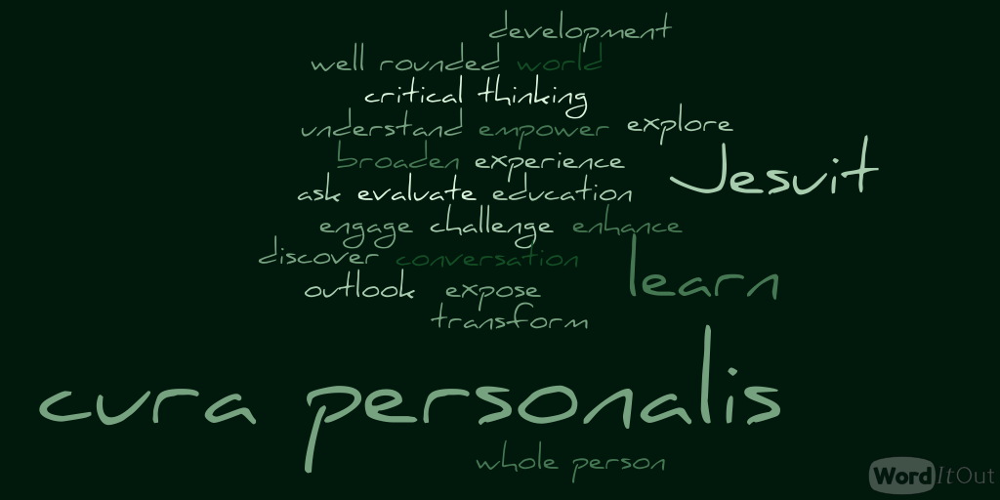 development
well rounded world
critical thinking
understand empower explore
broaden experience
Jesuit
ask evaluate education
engage challenge enhance
discover conversation
outlook expose learn
transform
cura personalis
whole person
WordItOut